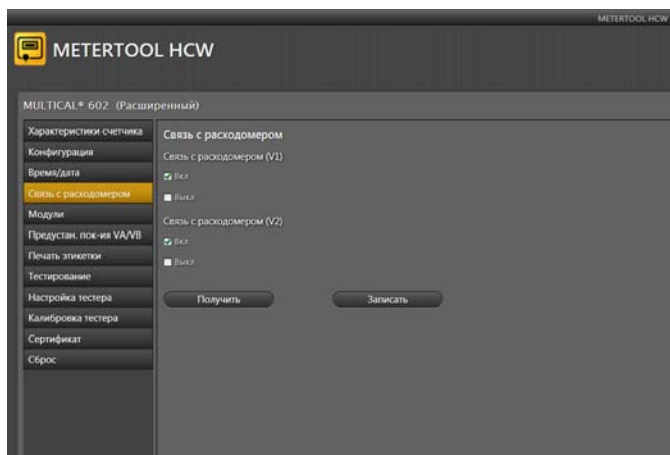 METERTOOL HCW
METERTOOL HCW
MULTICAL® 602 (Расширенный)
Характеристики счетчика
Конфигурация
Время/дата
Связь с расходомером
Модули
Предустан. пок-ия VA/VB
Печать этикетки
Тестирование
Настройка тестера
Калибровка тестера
Сертификат
Сброс
Связь с расходомером
Связь с расходомером (V1)
Вкл
Выкл
Связь с расходомером (V2)
Вкл
Выкл
Получить
Записать